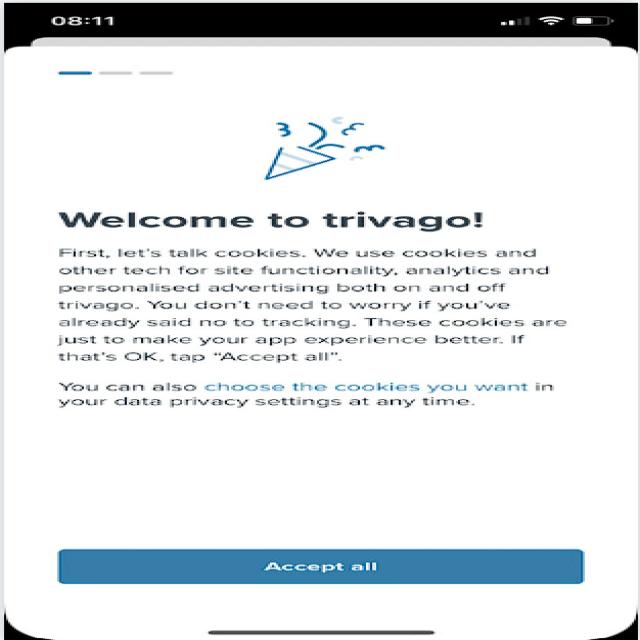 08:11
Welcome to trivago!
First, let's talk cookies. We use cookies and
other tech for site functionality, analytics and
personalised advertising both on and off
trivago. You don't need to worry if you've
already said no to tracking. These cookies are
just to make your app experience better. If
that's OK, tap “Accept all”.
You can also choose the cookies you want in
your data privacy settings at any time.
Accept all